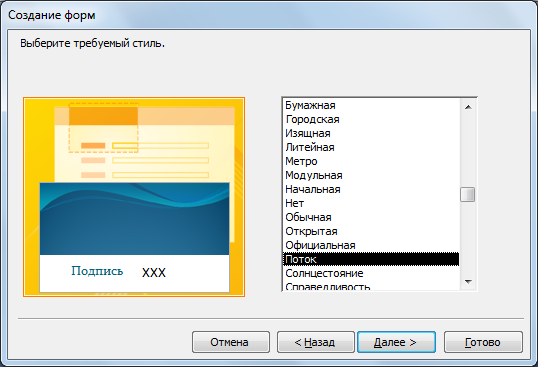 Создание форм
Выберите требуемый стиль.
Бумажная
Городская
Изящная
Литейная
Метро
Модульная
Начальная
Нет
Обычная
Открытая
Официальная
Поток
Солнцестояние
Справедливость
Подпись XXX
Отмена
< Назад
Далее >
Готово